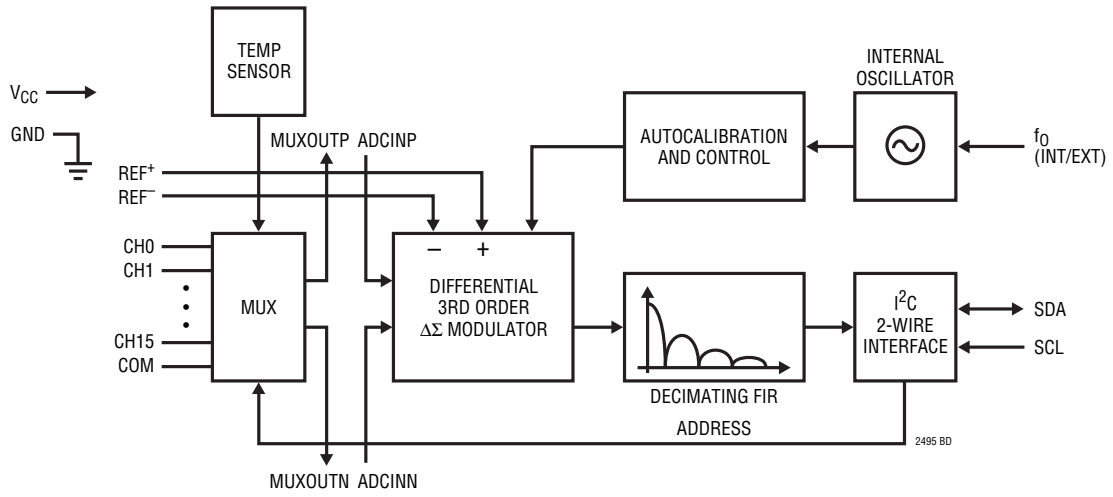 TEMP
SENSOR
INTERNAL
OSCILLATOR
VCC
GND
MUXOUTP ADCINP
AUTOCALIBRATION
AND CONTROL
fO
(INT/EXT)
REF+
REF–
CH0
CH1
CH15
COM
MUX
– +
DIFFERENTIAL
3RD ORDER
ΔΣ MODULATOR
I2C
2-WIRE
INTERFACE
SDA
SCL
DECIMATING FIR
ADDRESS
2495 BD
MUXOUTN ADCINN